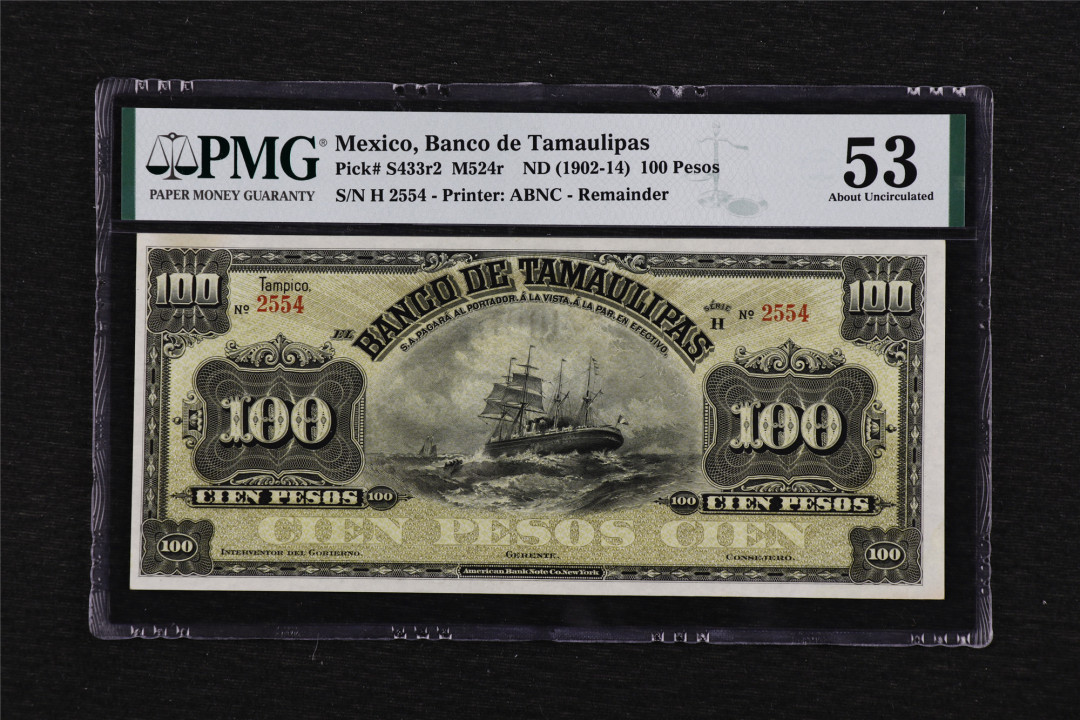 PMG®
PAPER MONEY GUARANTY
Mexico, Banco de Tamaulipas
Pick# S433r2 M524r ND (1902-14) 100 Pesos
S/N H 2554 - Printer: ABNC - Remainder
53
About Uncirculated
100
100
Tampico,
Nº 2554
SÉRIE
H Nº 2554
EL BANCO DE TAMAULIPAS
S.A. PAGARÁ AL PORTADOR, Á LA VISTA, Á LA PAR, EN EFECTIVO.
100
100
CIEN PESOS 100
100 CIEN PESOS
CIEN PESOS CIEN
100
100
INTERVENTOR DEL GOBIERNO.
GERENTE.
CONSEJERO.
American Bank Note Co. New York